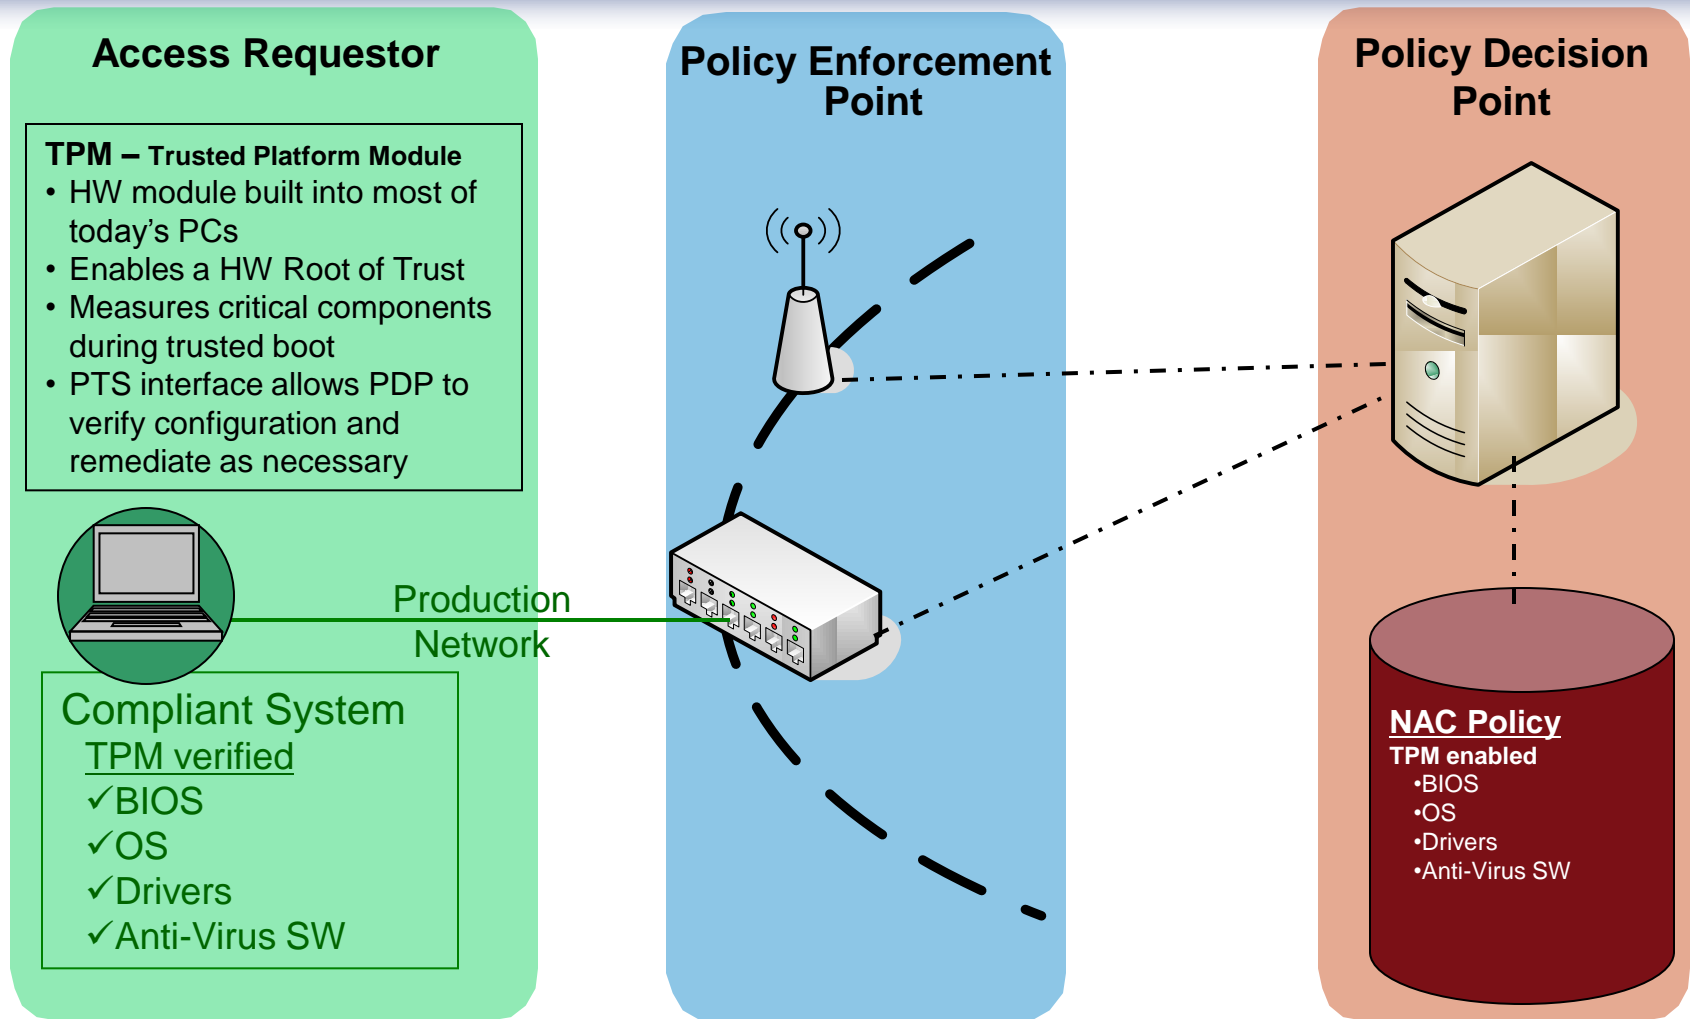 Access Requestor
TPM – Trusted Platform Module
• HW module built into most of
today's PCs
• Enables a HW Root of Trust
• Measures critical components
during trusted boot
• PTS interface allows PDP to
verify configuration and
remediate as necessary
Production
Network
Compliant System
TPM verified
✓BIOS
✓OS
✓Drivers
✓Anti-Virus SW
Policy Enforcement
Point
Policy Decision
Point
NAC Policy
TPM enabled
•BIOS
•OS
•Drivers
•Anti-Virus SW